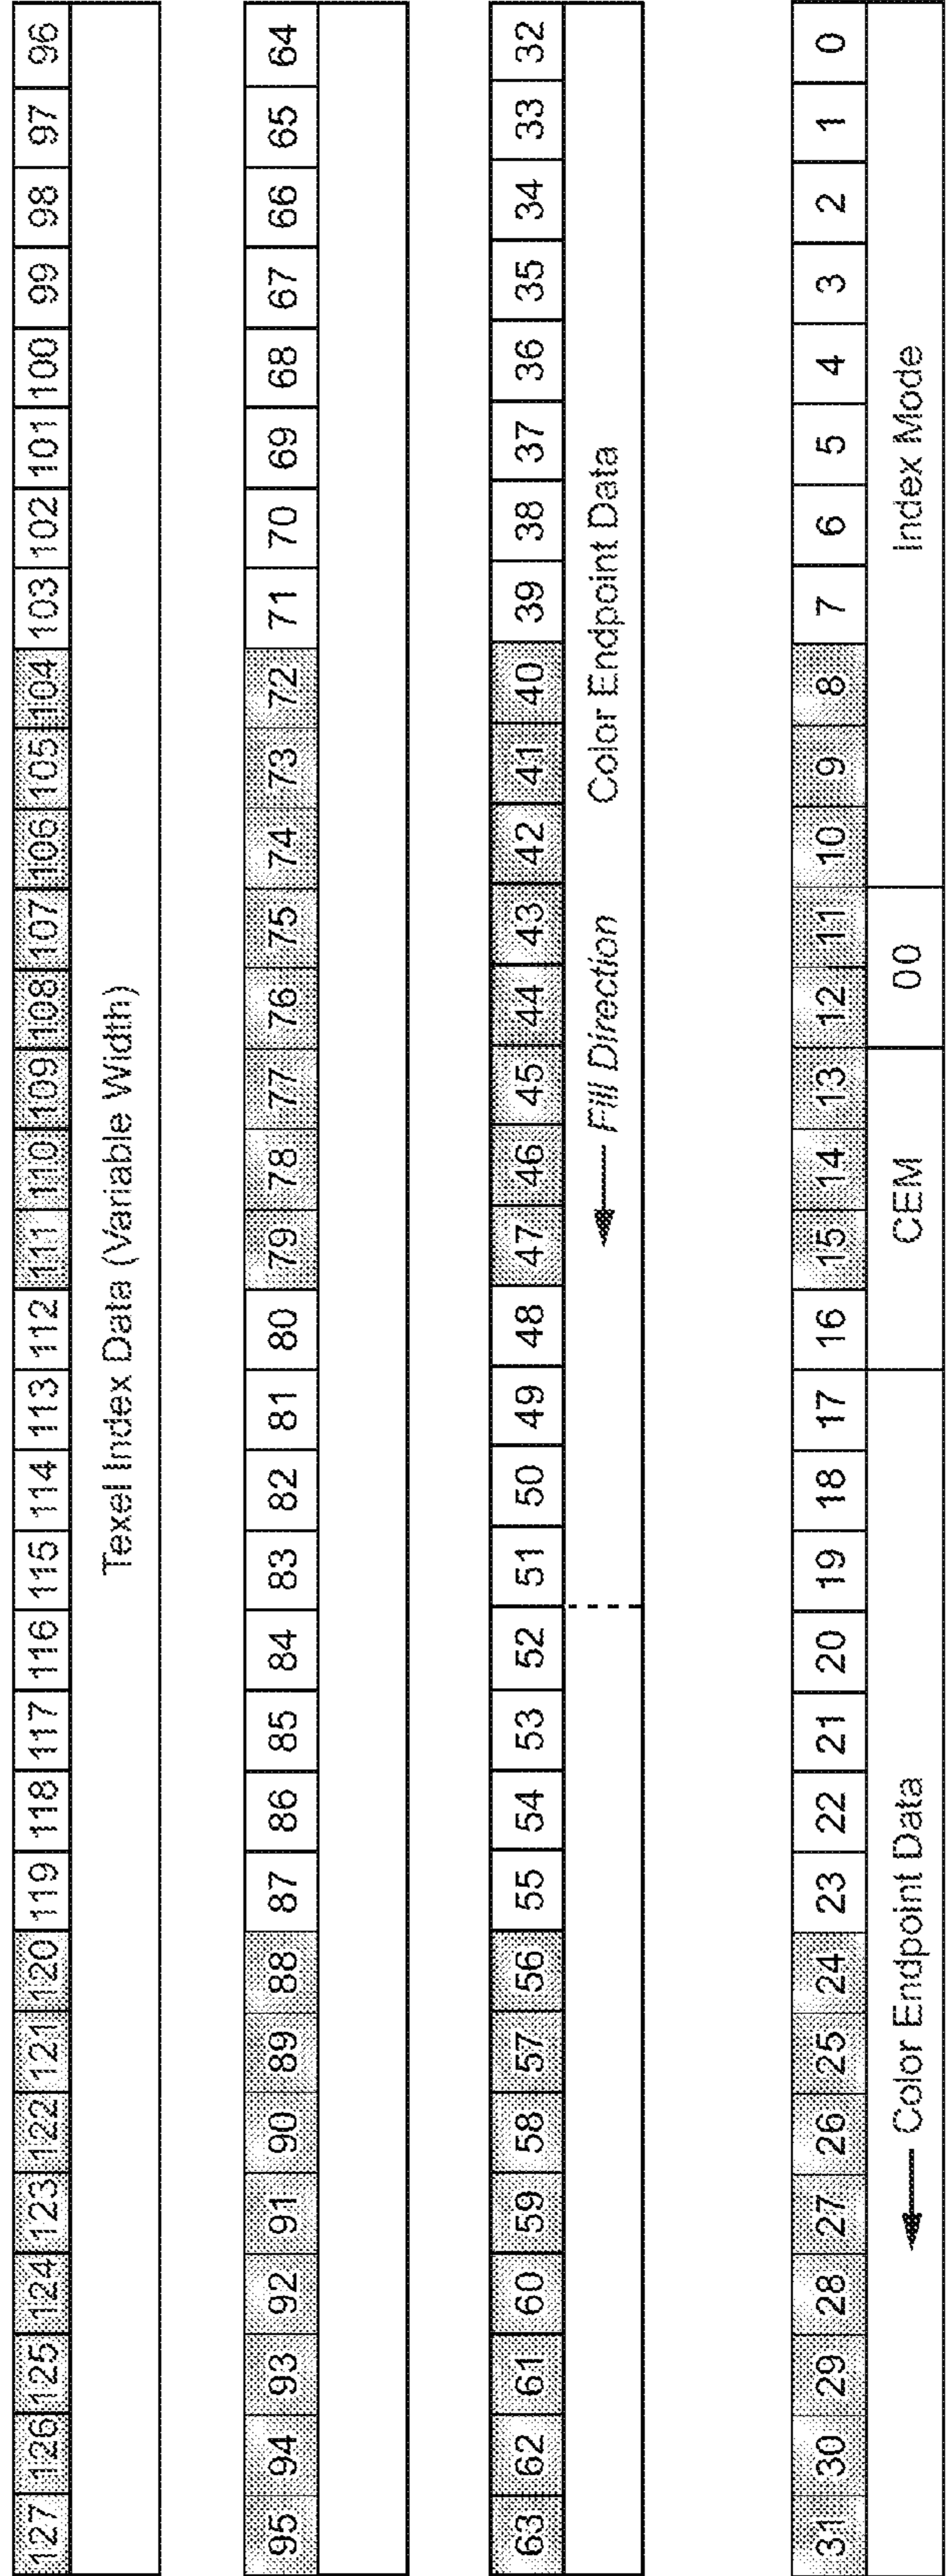 127 126 125 124 123 122 121 120 119 118 117 116 115 114 113 112 111 110 109 108 107 106 105 104 103 102 101 100 99 98 97 96
Texel Index Data (Variable Width)
95 94 93 92 91 90 89 88 87 86 85 84 83 82 81 80 79 78 77 76 75 74 73 72 71 70 69 68 67 66 65 64
63 62 61 60 59 58 57 56 55 54 53 52 51 50 49 48 47 46 45 44 43 42 41 40 39 38 37 36 35 34 33 32
← Fill Direction Color Endpoint Data
31 30 29 28 27 26 25 24 23 22 21 20 19 18 17 16 15 14 13 12 11 10 9 8 7 6 5 4 3 2 1 0
← Color Endpoint Data CEM 00 Index Mode